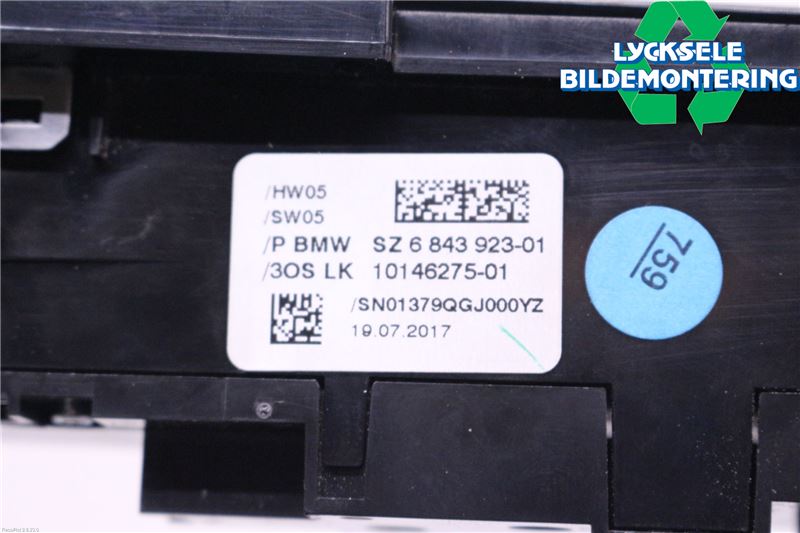 LYCKSELE
BILDEMONTERING
/HW05
/SW05
/P BMW SZ 6 843 923-01
/3OS LK 10146275-01
/SN01379QGJ000YZ
19.07.2017
759